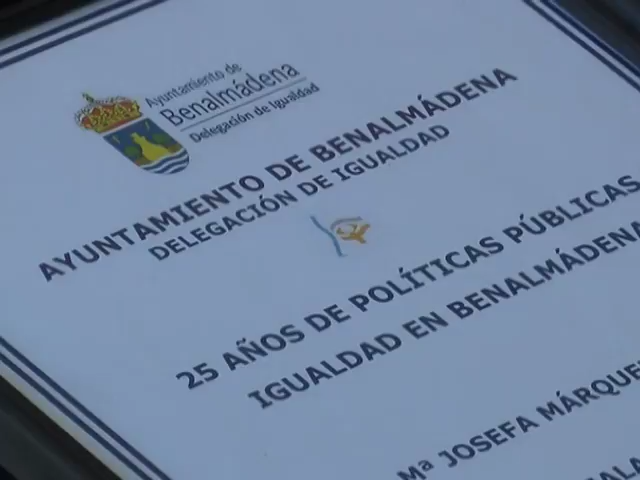 Ayuntamiento de
Benalmádena
Delegación de Igualdad
AYUNTAMIENTO DE BENALMÁDENA
DELEGACIÓN DE IGUALDAD
25 AÑOS DE POLÍTICAS PÚBLICAS
IGUALDAD EN BENALMÁDENA
Mª JOSEFA